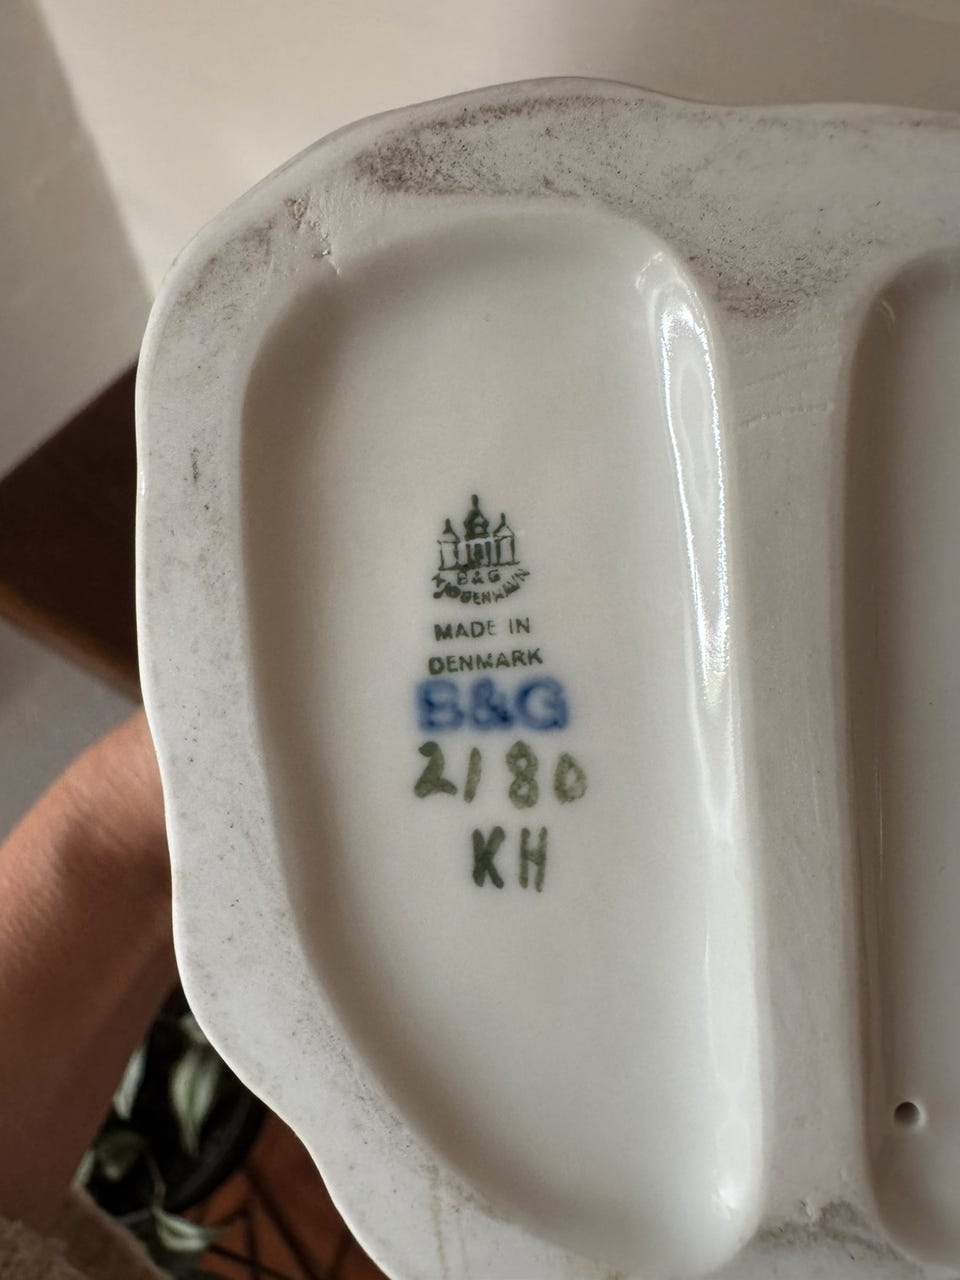 B&G
KJØBENHAVN
MADE IN
DENMARK
B&G
2180
KH